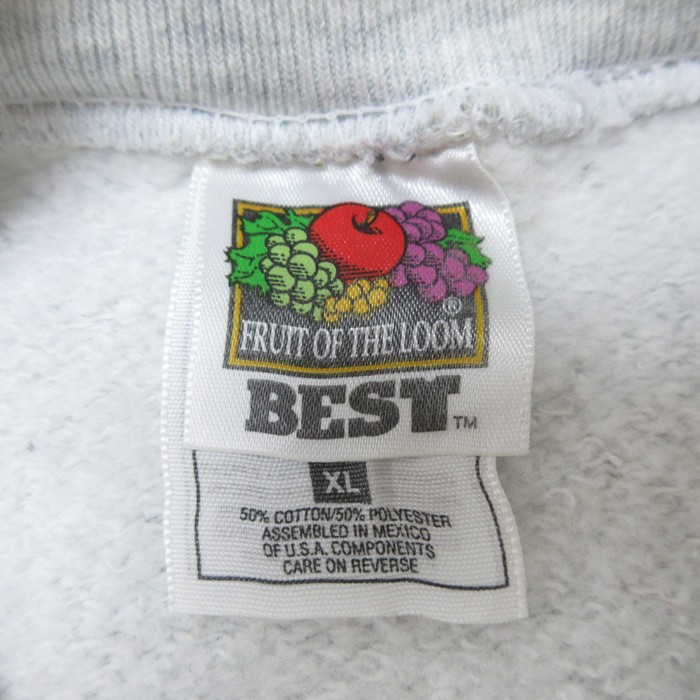 ®
FRUIT OF THE LOOM
BEST™
XL
50% COTTON/50% POLYESTER
ASSEMBLED IN MEXICO
OF U.S.A. COMPONENTS
CARE ON REVERSE